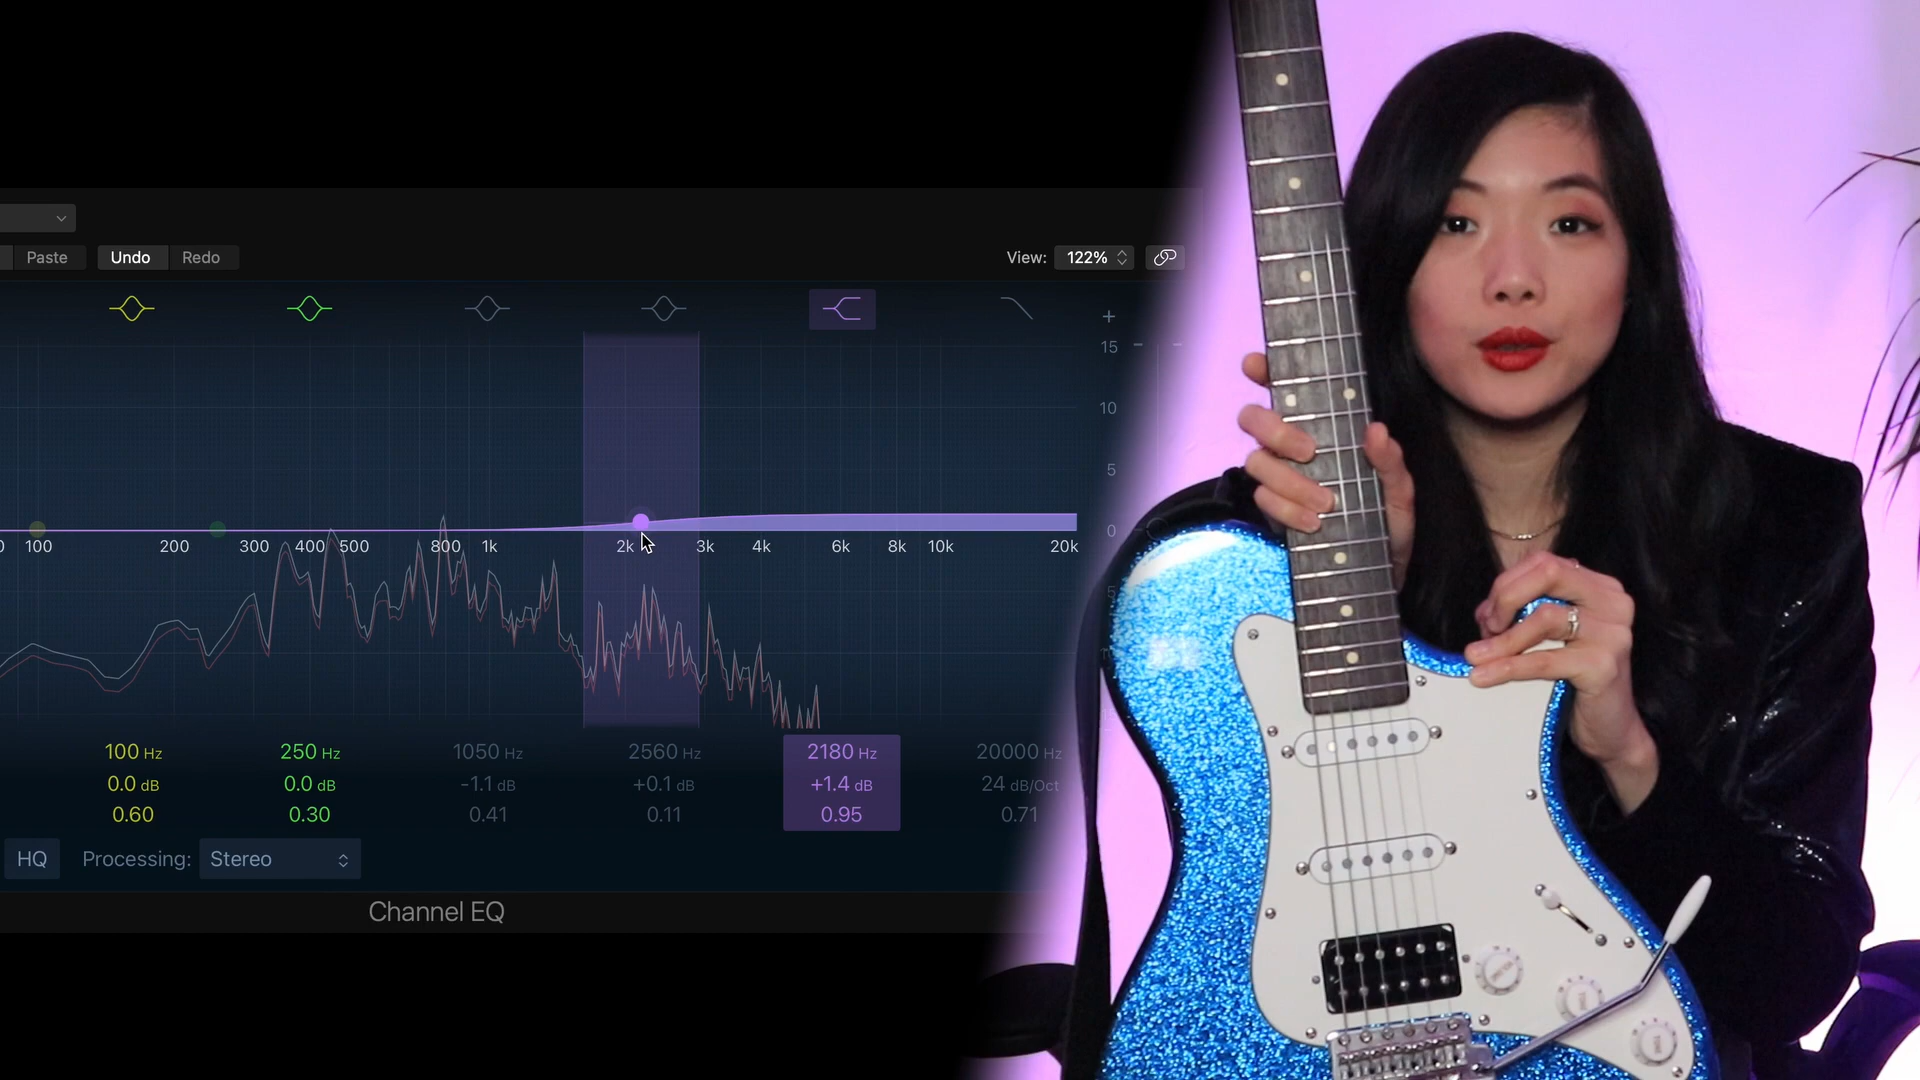 Paste Undo Redo View: 122%
+
15
10
5
0
0 100 200 300 400 500 800 1k 2k 3k 4k 6k 8k 10k 20k
5
100 Hz 250 Hz 1050 Hz 2560 Hz 2180 Hz 20000 Hz
0.0 dB 0.0 dB -1.1 dB +0.1 dB +1.4 dB 24 dB/Oct
0.60 0.30 0.41 0.11 0.95 0.71
HQ Processing: Stereo
Channel EQ